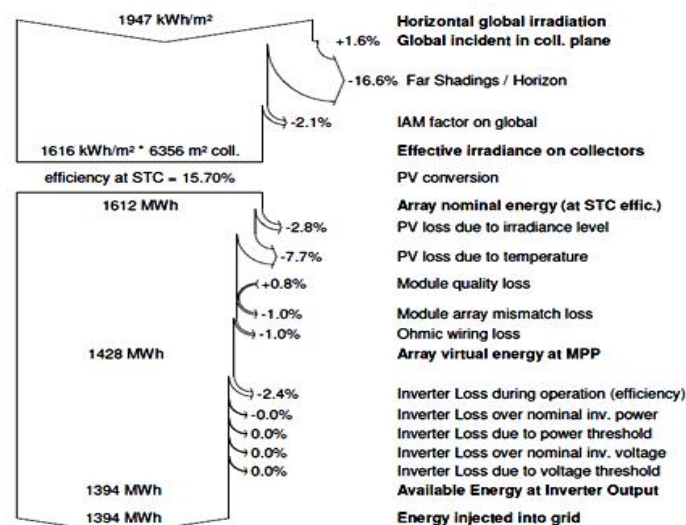 1947 kWh/m² Horizontal global irradiation
+1.6% Global incident in coll. plane
-16.6% Far Shadings / Horizon
-2.1% IAM factor on global
1616 kWh/m² * 6356 m² coll. Effective irradiance on collectors
efficiency at STC = 15.70% PV conversion
1612 MWh Array nominal energy (at STC effic.)
-2.8% PV loss due to irradiance level
-7.7% PV loss due to temperature
+0.8% Module quality loss
-1.0% Module array mismatch loss
-1.0% Ohmic wiring loss
1428 MWh Array virtual energy at MPP
-2.4% Inverter Loss during operation (efficiency)
-0.0% Inverter Loss over nominal inv. power
0.0% Inverter Loss due to power threshold
0.0% Inverter Loss over nominal inv. voltage
0.0% Inverter Loss due to voltage threshold
1394 MWh Available Energy at Inverter Output
1394 MWh Energy injected into grid